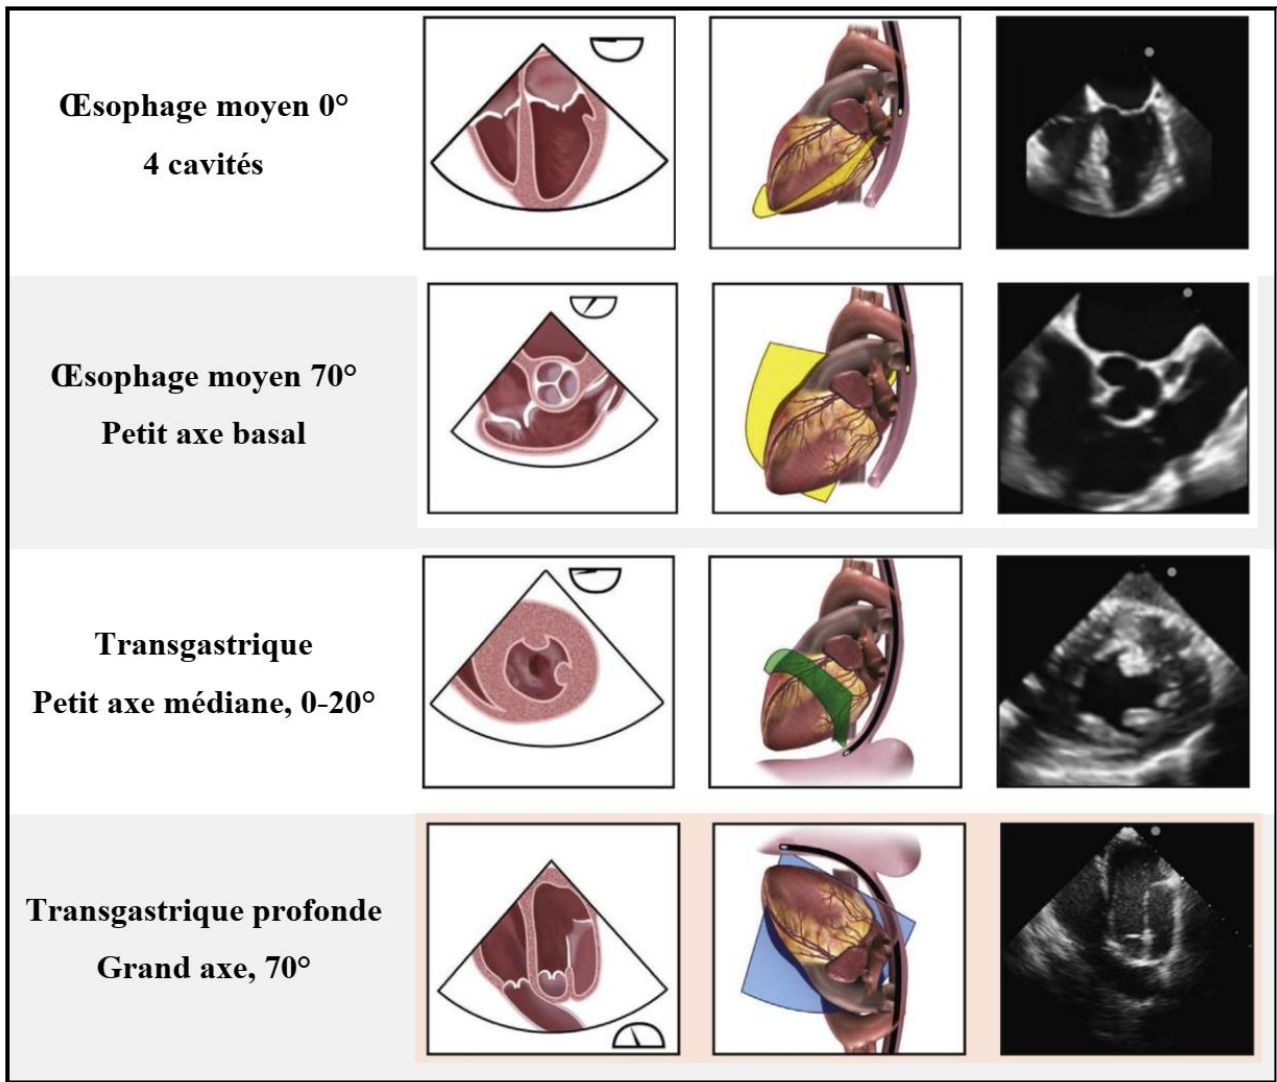 Œsophage moyen 0°
4 cavités
Œsophage moyen 70°
Petit axe basal
Transgastrique
Petit axe médiane, 0-20°
Transgastrique profonde
Grand axe, 70°